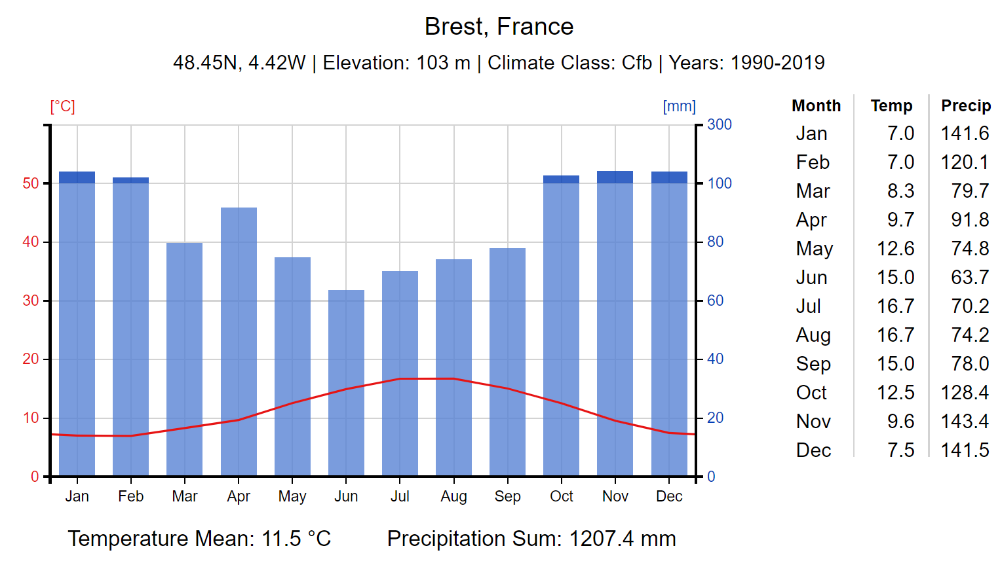 Brest, France
48.45N, 4.42W | Elevation: 103 m | Climate Class: Cfb | Years: 1990-2019
[°C] [mm]
300
50 100
40 80
30 60
20 40
10 20
0 0
Jan Feb Mar Apr May Jun Jul Aug Sep Oct Nov Dec
Month Temp Precip
Jan 7.0 141.6
Feb 7.0 120.1
Mar 8.3 79.7
Apr 9.7 91.8
May 12.6 74.8
Jun 15.0 63.7
Jul 16.7 70.2
Aug 16.7 74.2
Sep 15.0 78.0
Oct 12.5 128.4
Nov 9.6 143.4
Dec 7.5 141.5
Temperature Mean: 11.5 °C Precipitation Sum: 1207.4 mm